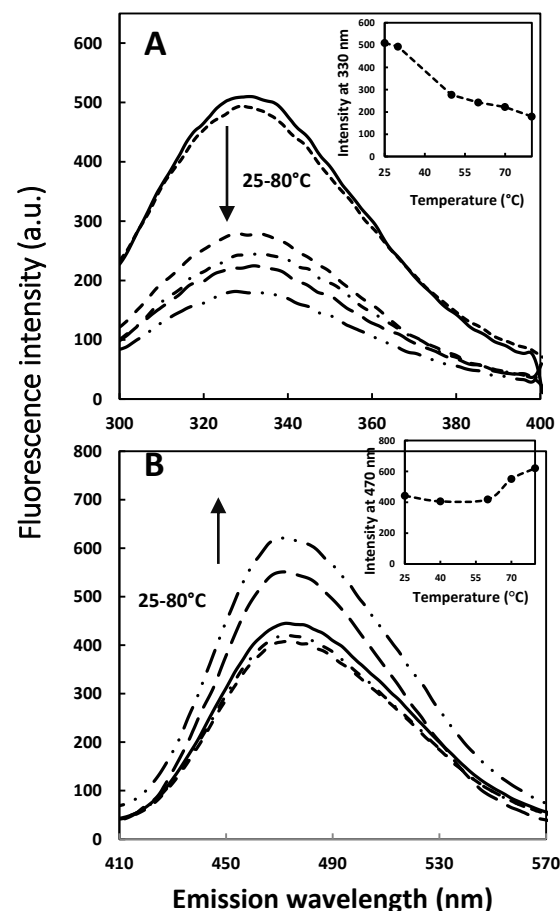 A
Fluorescence intensity (a.u.)
650
600
500
400
300
200
100
0
300 320 340 360 380 400
25-80°C
Intensity at 330 nm
600
500
400
300
200
100
0
25 40 55 70
Temperature (°C)
B
800
700
600
500
400
300
200
100
0
410 450 490 530 570
25-80°C
Intensity at 470 nm
800
600
400
200
0
25 40 55 70
Temperature (°C)
Emission wavelength (nm)